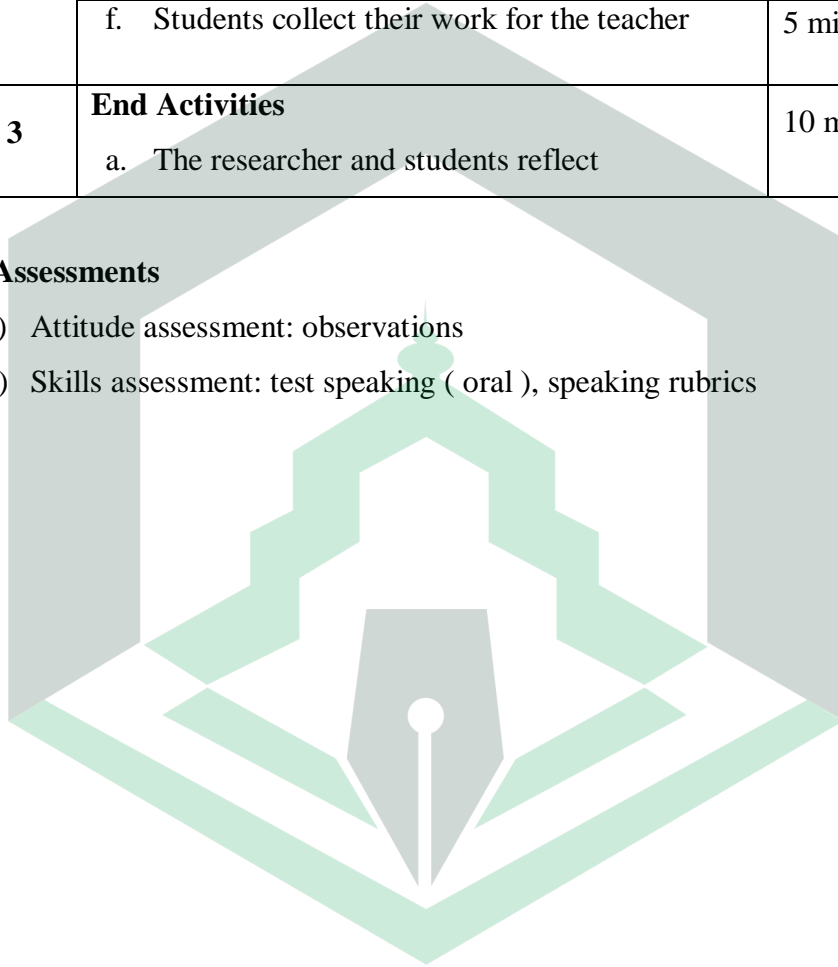 f. Students collect their work for the teacher 5 mi
End Activities
3 10 m
a. The researcher and students reflect
Assessments
) Attitude assessment: observations
) Skills assessment: test speaking ( oral ), speaking rubrics